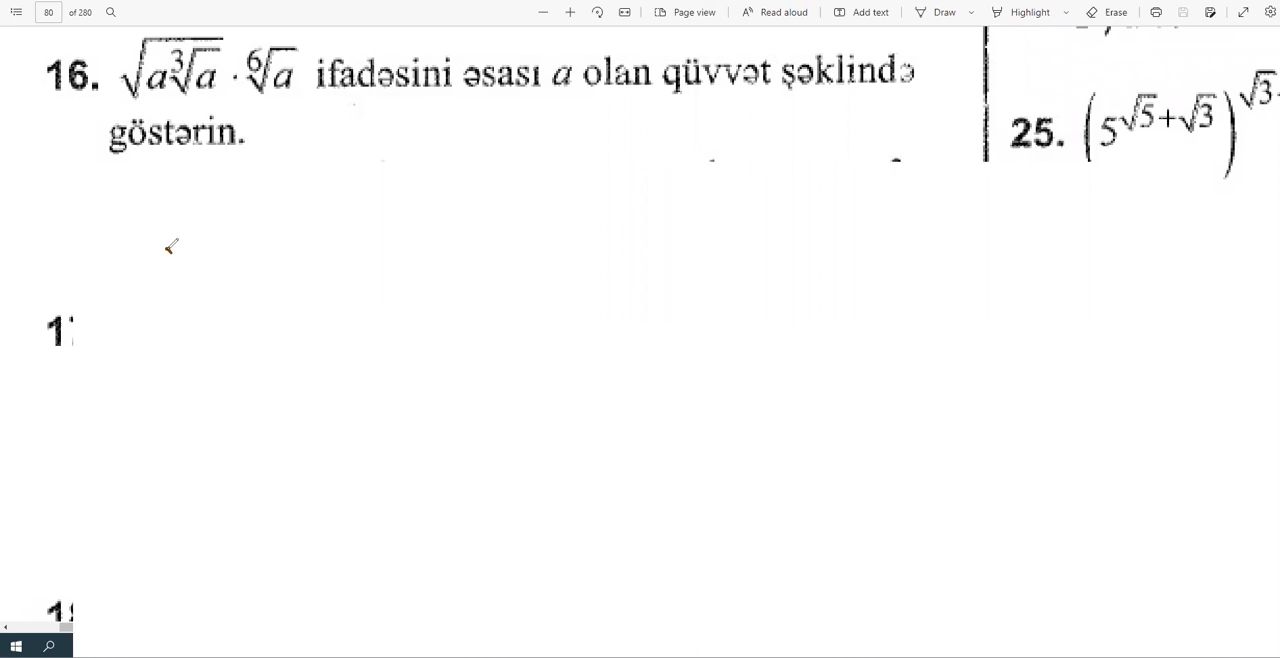 80 of 280 Page view Read aloud Add text Draw Highlight Erase
16. √(a∛a) · ⁶√a ifadəsini əsası a olan qüvvət şəklində
göstərin.
25. (5^(√5+√3))^√3